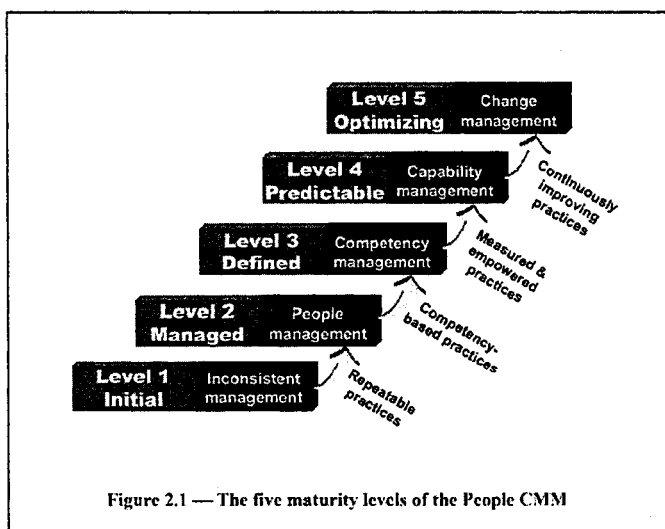 Level 5
Optimizing
Change
management
Continuously
improving
practices
Level 4
Predictable
Capability
management
Measured &
empowered
practices
Level 3
Defined
Competency
management
Competency-
based practices
Level 2
Managed
People
management
Repeatable
practices
Level 1
Initial
Inconsistent
management
Figure 2.1 — The five maturity levels of the People CMM